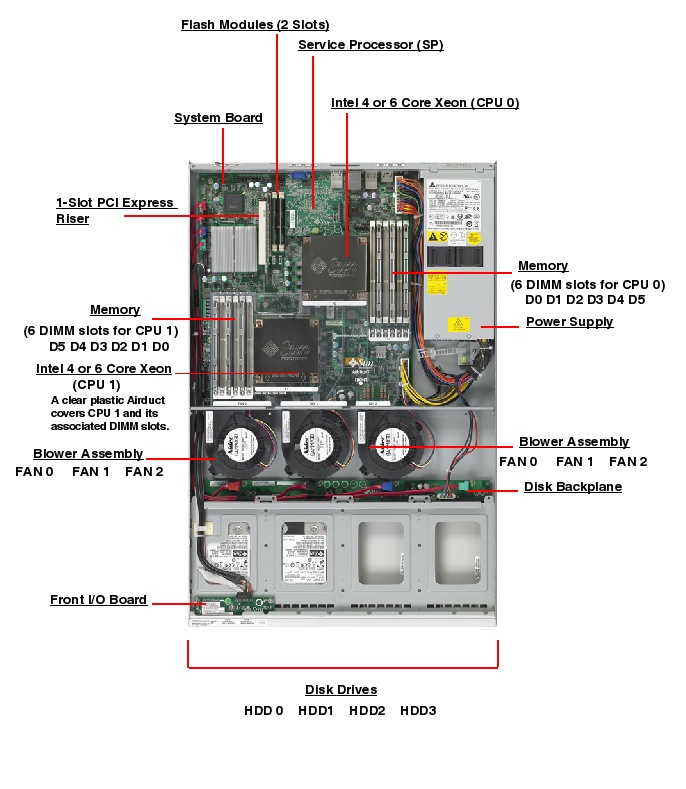 Flash Modules (2 Slots)
Service Processor (SP)
Intel 4 or 6 Core Xeon (CPU 0)
System Board
1-Slot PCI Express
Riser
Memory
(6 DIMM slots for CPU 0)
D0 D1 D2 D3 D4 D5
Power Supply
Memory
(6 DIMM slots for CPU 1)
D5 D4 D3 D2 D1 D0
Intel 4 or 6 Core Xeon
(CPU 1)
A clear plastic Airduct
covers CPU 1 and its
associated DIMM slots.
Sun
Blower Assembly
FAN 0 FAN 1 FAN 2
Blower Assembly
FAN 0 FAN 1 FAN 2
Disk Backplane
Front I/O Board
Disk Drives
HDD 0 HDD1 HDD2 HDD3